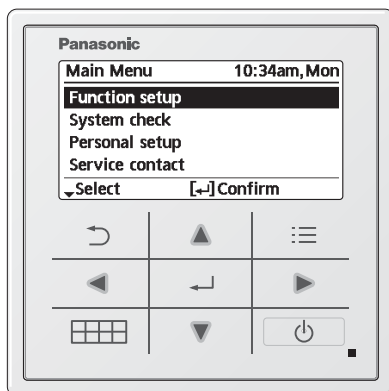 Panasonic
Main Menu 10:34am,Mon
Function setup
System check
Personal setup
Service contact
Select [↵]Confirm